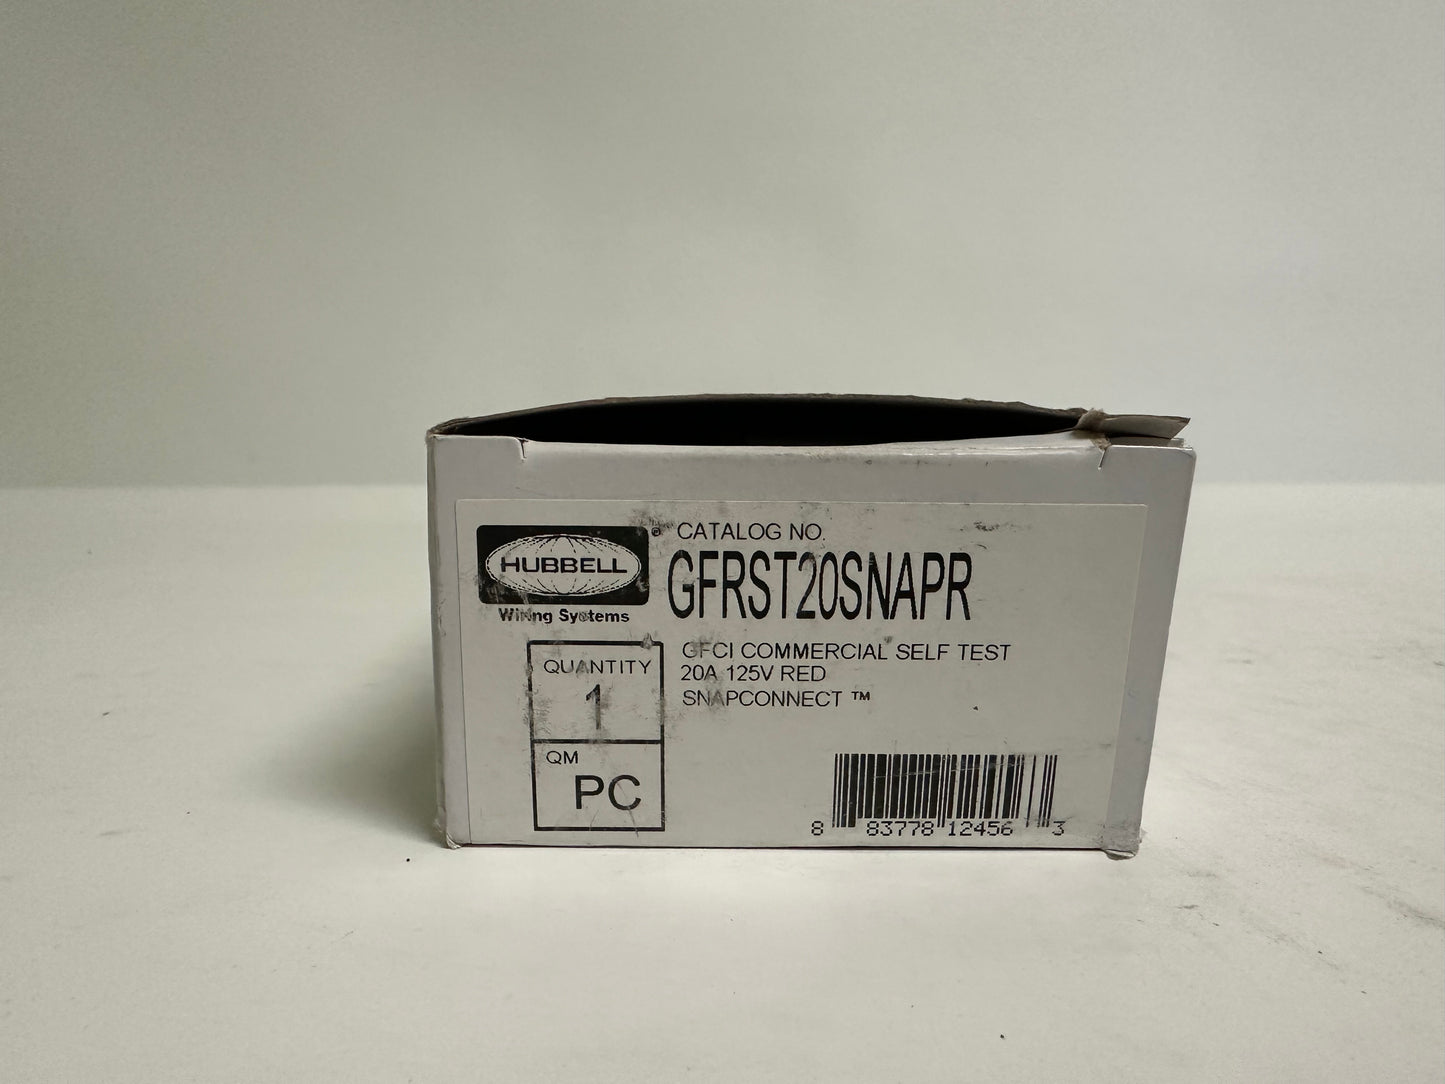 HUBBELL ®
Wiring Systems
CATALOG NO.
GFRST20SNAPR
GFCI COMMERCIAL SELF TEST
20A 125V RED
SNAPCONNECT ™
QUANTITY
1
QM
PC
8 83778 12456 3